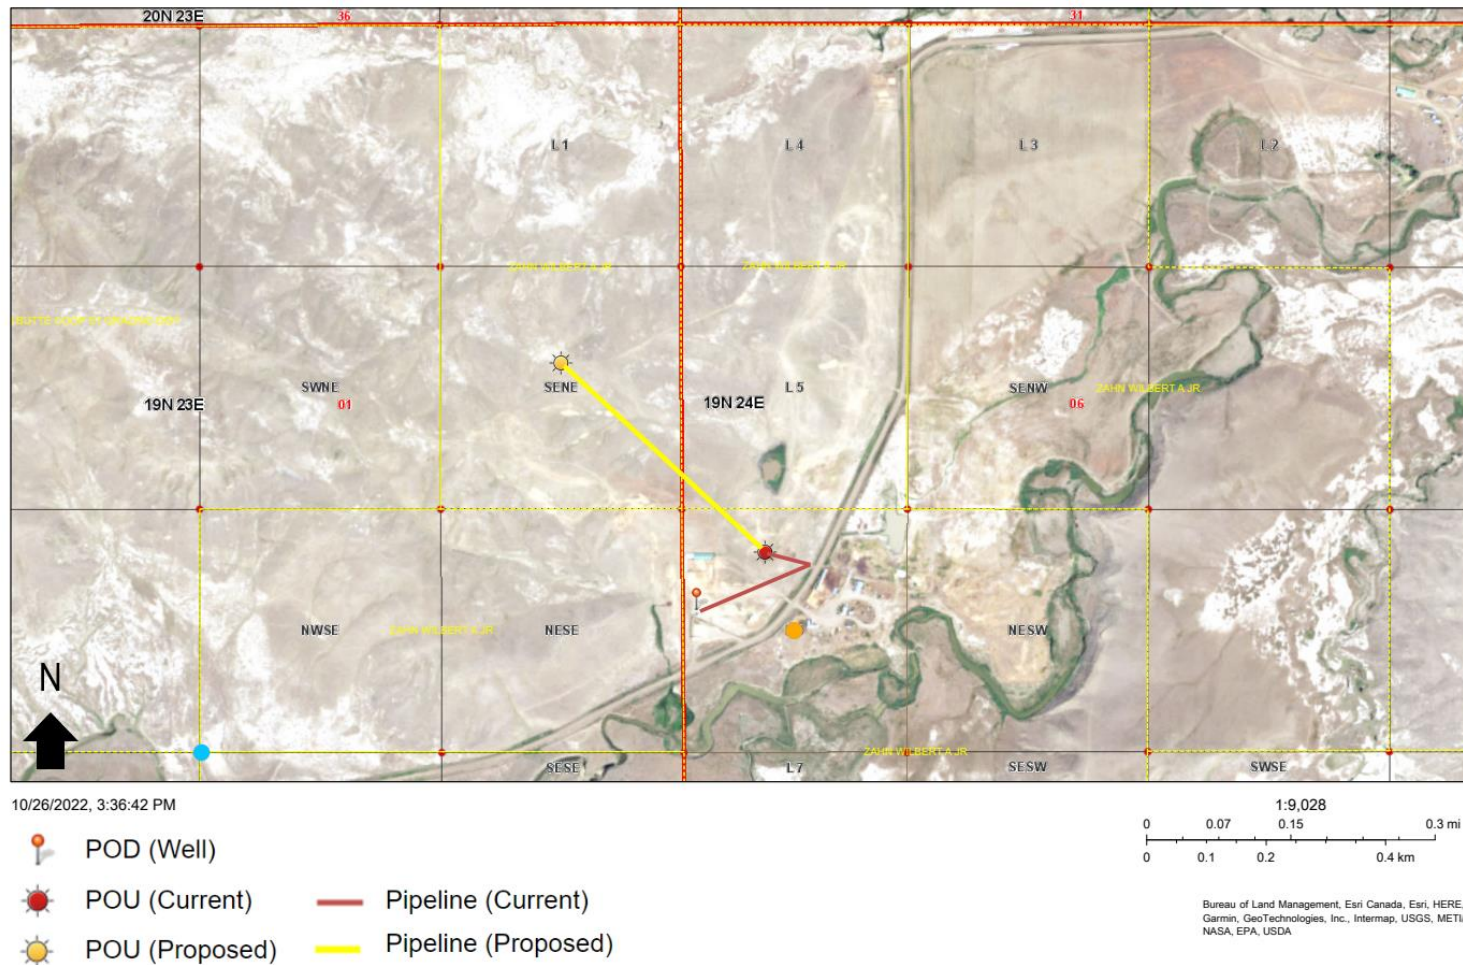 20N 23E
36
31
L 1
L 4
L 3
L 2
ZAHN WILBERT A JR
ZAHN WILBERT A JR
SWNE
SENE
L 5
SENW
ZAHN WILBERT A JR
19N 23E
01
19N 24E
06
NWSE
ZAHN WILBERT A JR
NESE
NESW
N
SESE
L 7
ZAHN WILBERT A JR
SESW
SWSE
10/26/2022, 3:36:42 PM
1:9,028
0 0.07 0.15 0.3 mi
0 0.1 0.2 0.4 km
POD (Well)
POU (Current)
Pipeline (Current)
POU (Proposed)
Pipeline (Proposed)
Bureau of Land Management, Esri Canada, Esri, HERE,
Garmin, GeoTechnologies, Inc., Intermap, USGS, METI/
NASA, EPA, USDA